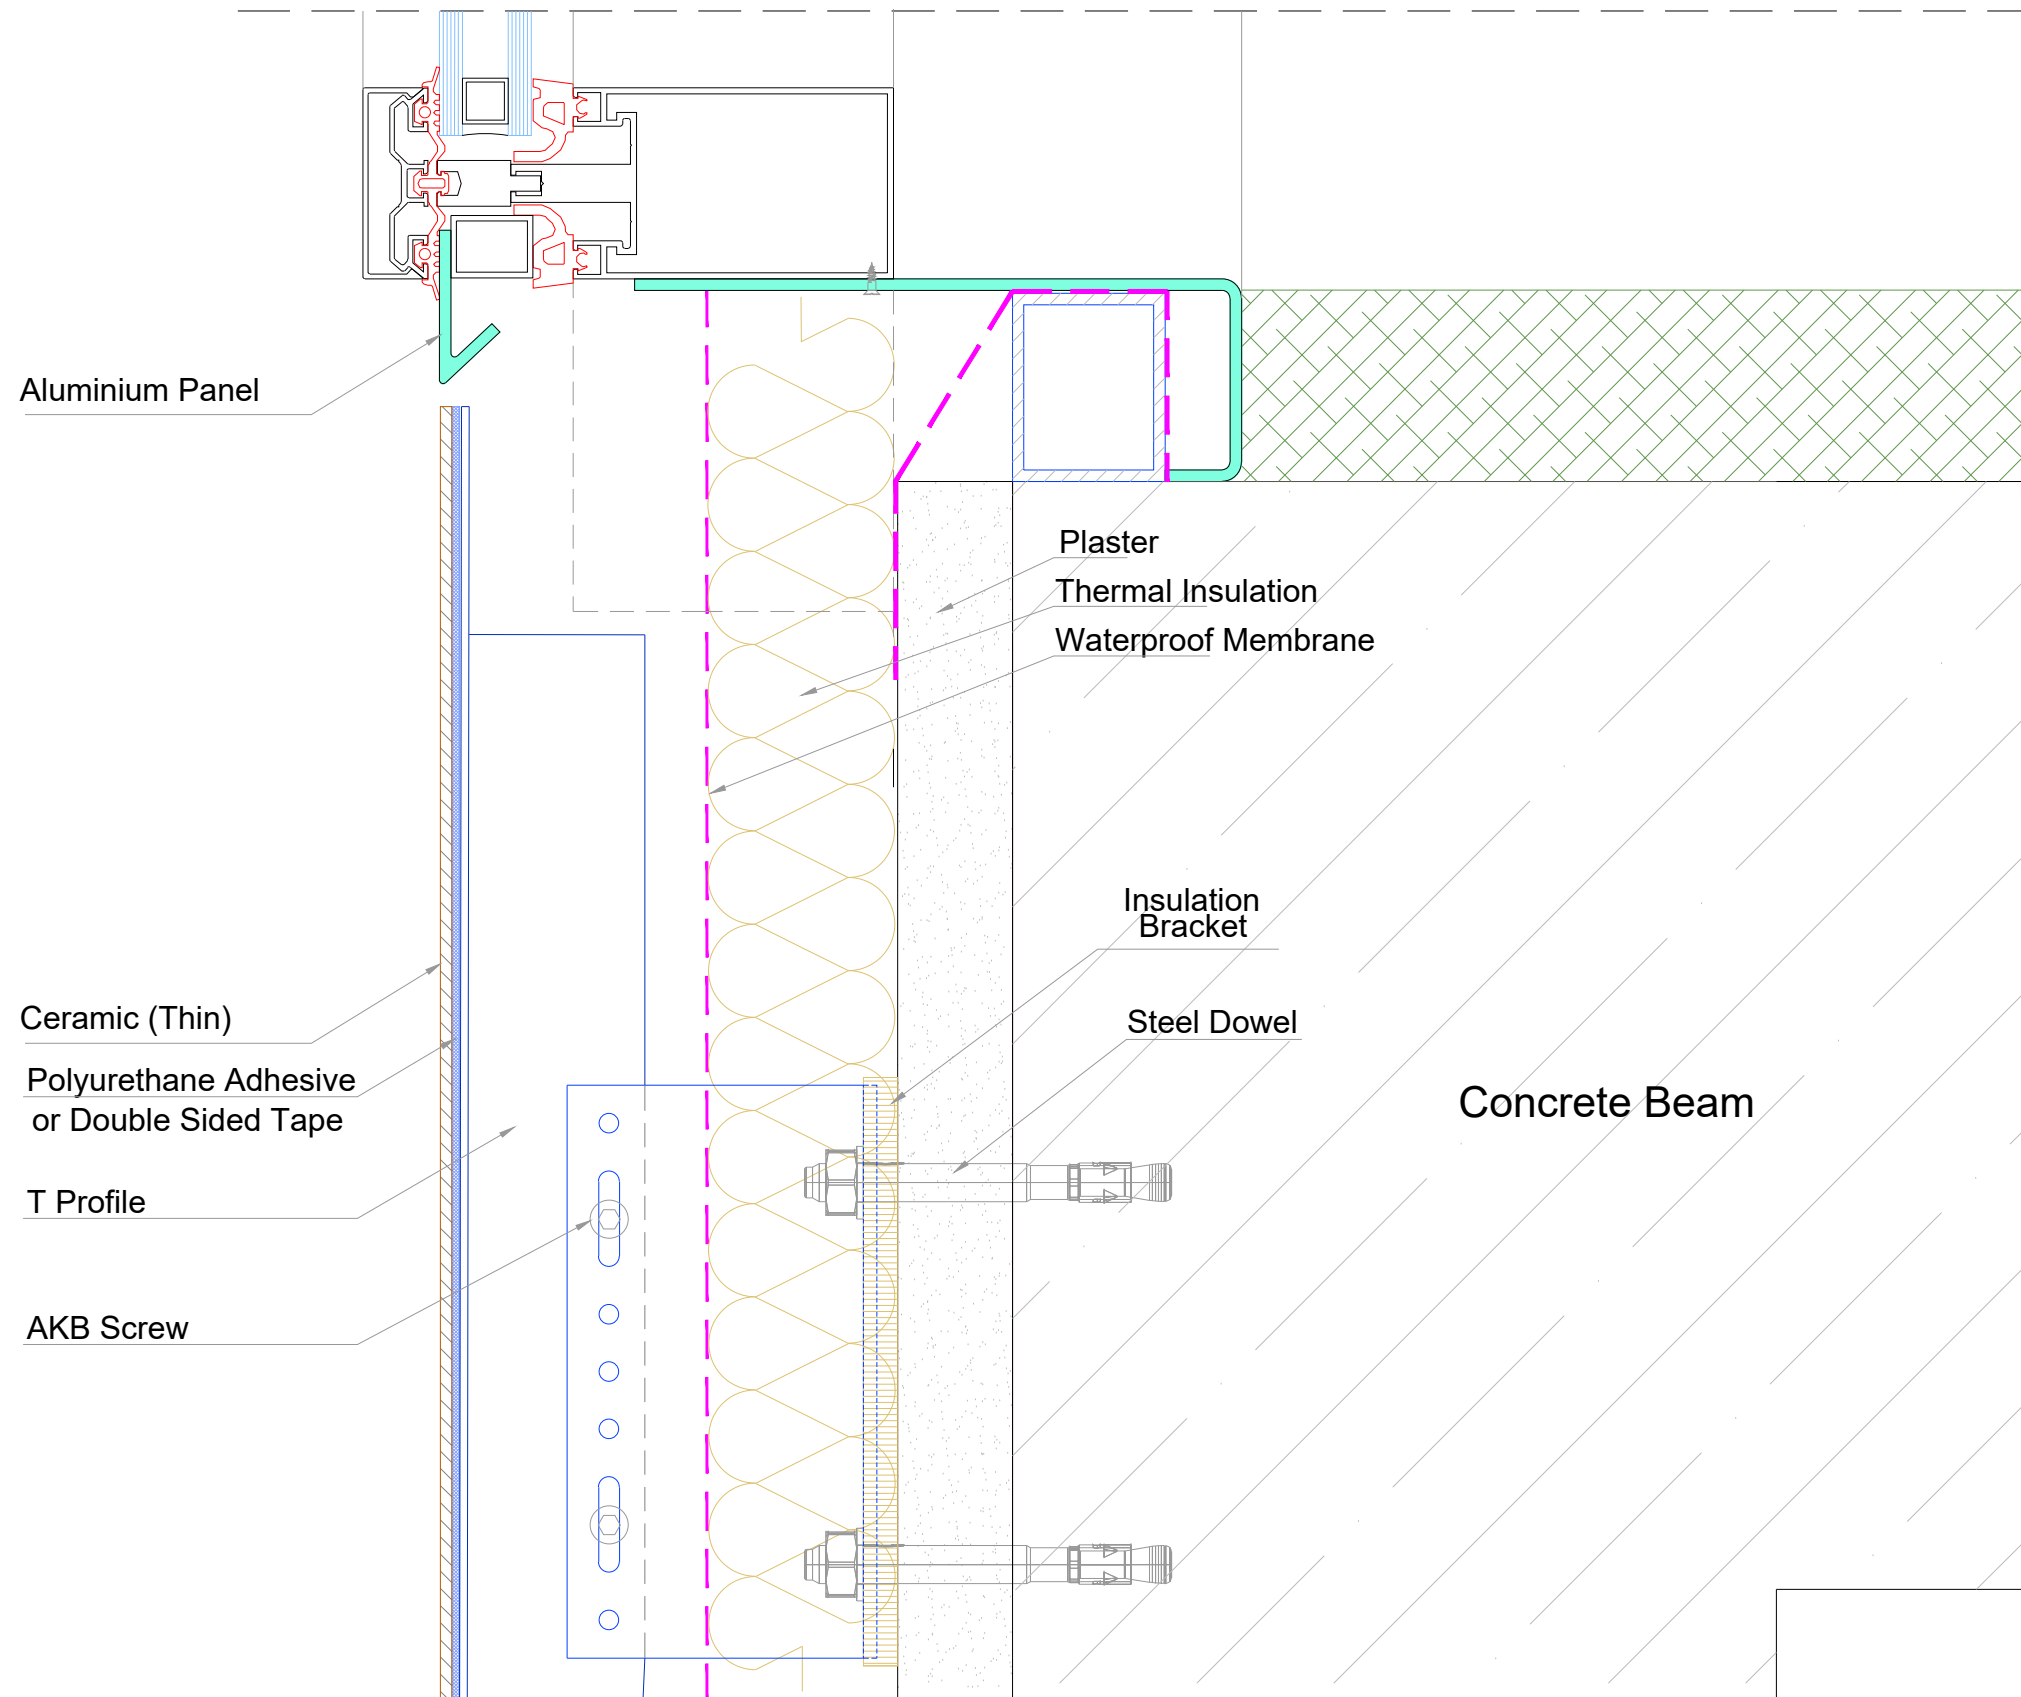 Aluminium Panel
Plaster
Thermal Insulation
Waterproof Membrane
Insulation
Bracket
Ceramic (Thin)
Steel Dowel
Polyurethane Adhesive
or Double Sided Tape
Concrete Beam
T Profile
AKB Screw